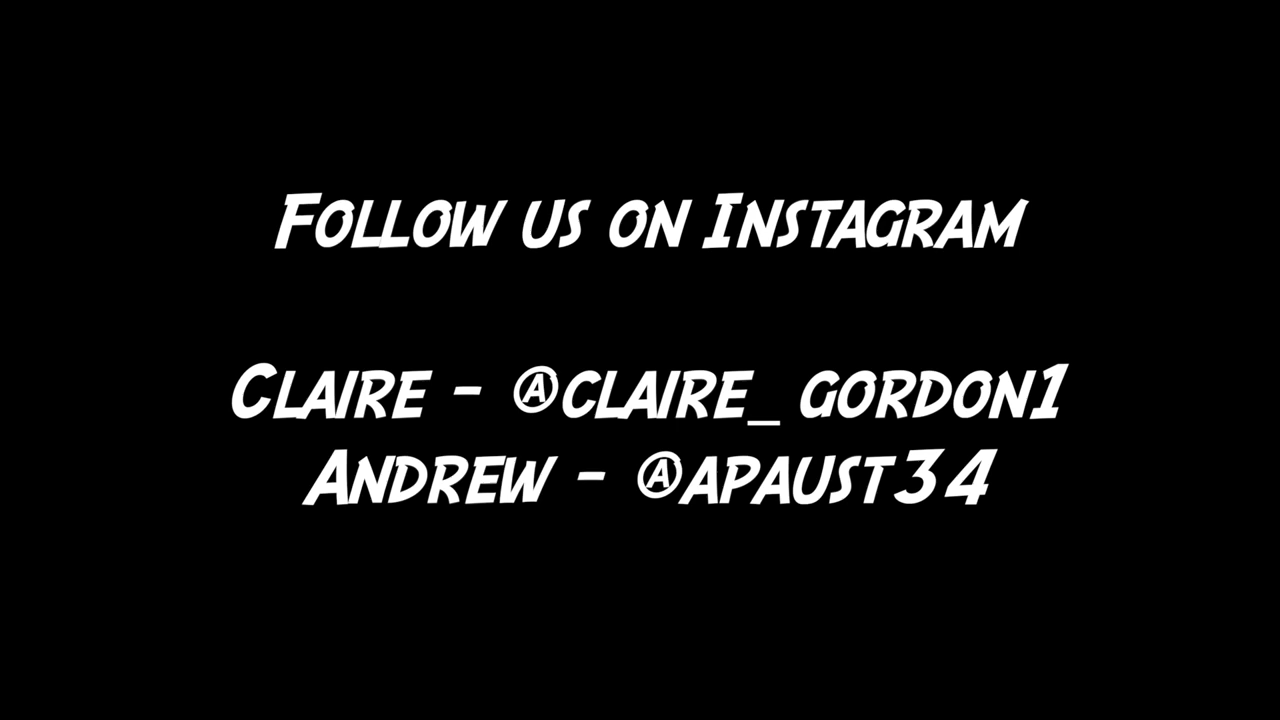 Follow us on Instagram
Claire - @claire_gordon1
Andrew - @apaust34